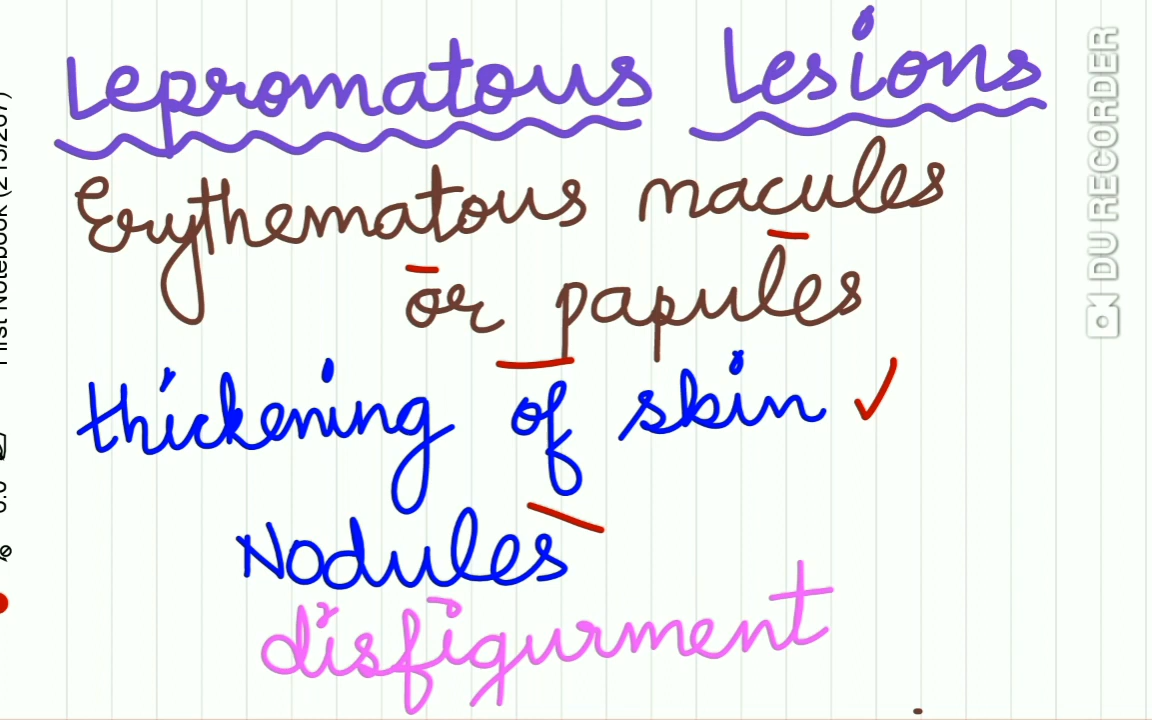 Lepromatous Lesions
Erythematous macules
or papules
thickening of skin ✓
Nodules
disfigurment
DU RECORDER